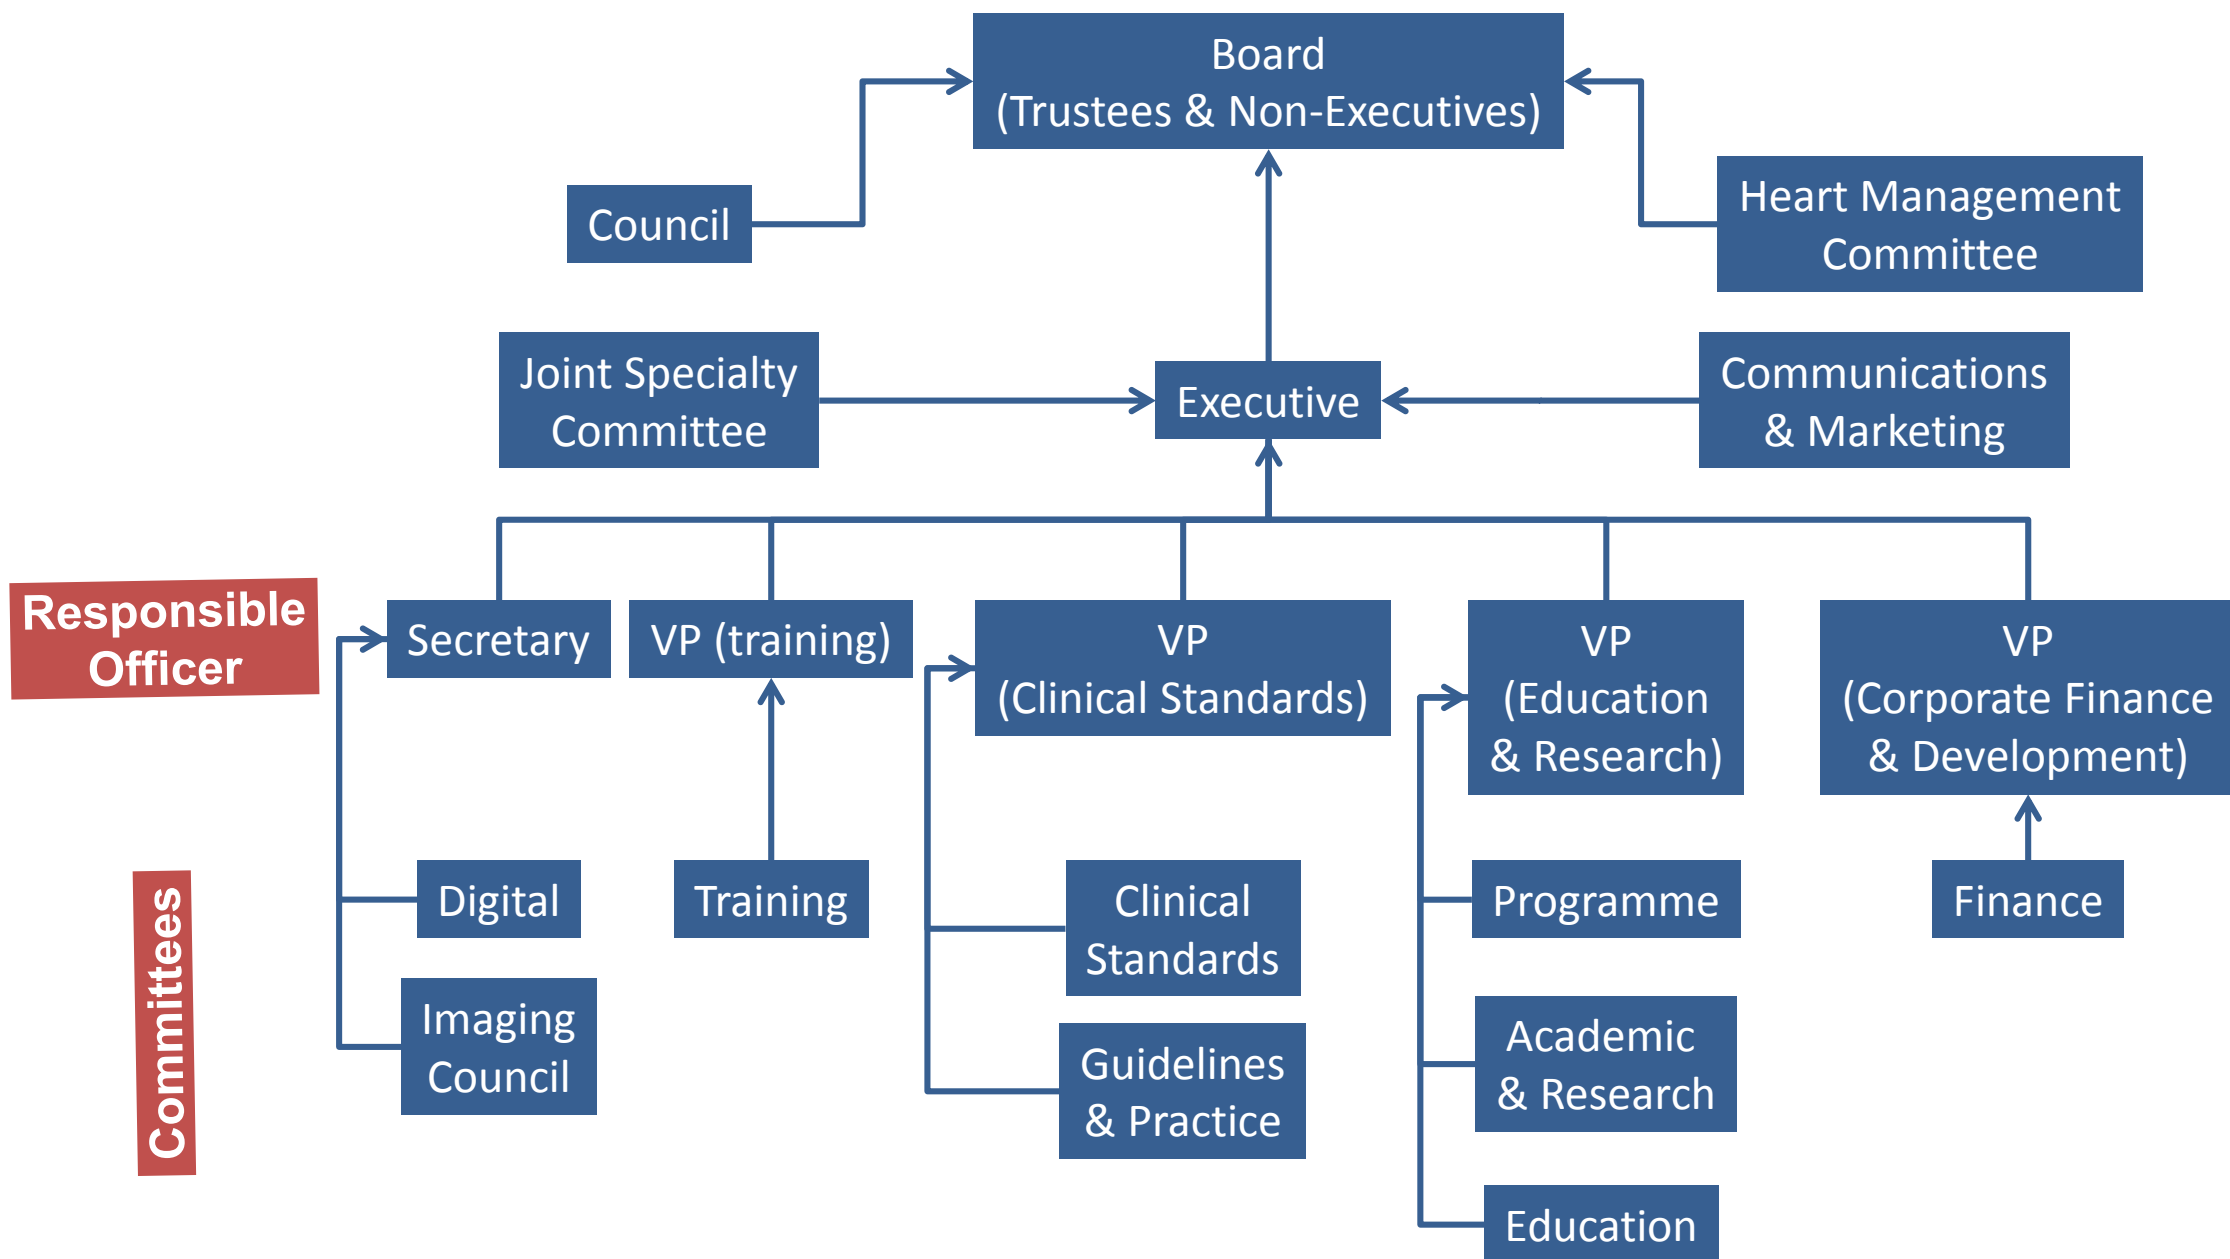 Board
(Trustees & Non-Executives)
Council
Heart Management
Committee
Joint Specialty
Committee
Executive
Communications
& Marketing
Responsible
Officer
Secretary
VP (training)
VP
(Clinical Standards)
VP
(Education
& Research)
VP
(Corporate Finance
& Development)
Committees
Digital
Imaging
Council
Training
Clinical
Standards
Guidelines
& Practice
Programme
Academic
& Research
Education
Finance